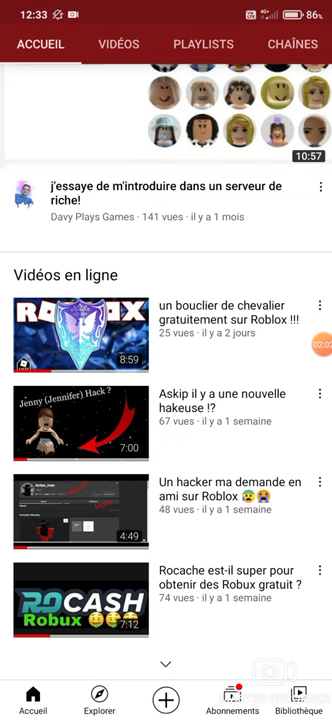 12:33 86%
ACCUEIL VIDÉOS PLAYLISTS CHAÎNES
10:57
j'essaye de m'introduire dans un serveur de
riche!
Davy Plays Games · 141 vues · il y a 1 mois
Vidéos en ligne
8:59
un bouclier de chevalier
gratuitement sur Roblox !!!
25 vues · il y a 2 jours
02:02
Jenny (Jennifer) Hack ?
7:00
Askip il y a une nouvelle
hakeuse !?
67 vues · il y a 1 semaine
4:49
Un hacker ma demande en
ami sur Roblox 😰😭
48 vues · il y a 1 semaine
ROCASH
Robux 7:12
Rocache est-il super pour
obtenir des Robux gratuit ?
74 vues · il y a 1 semaine
Accueil Explorer Abonnements Bibliothèque